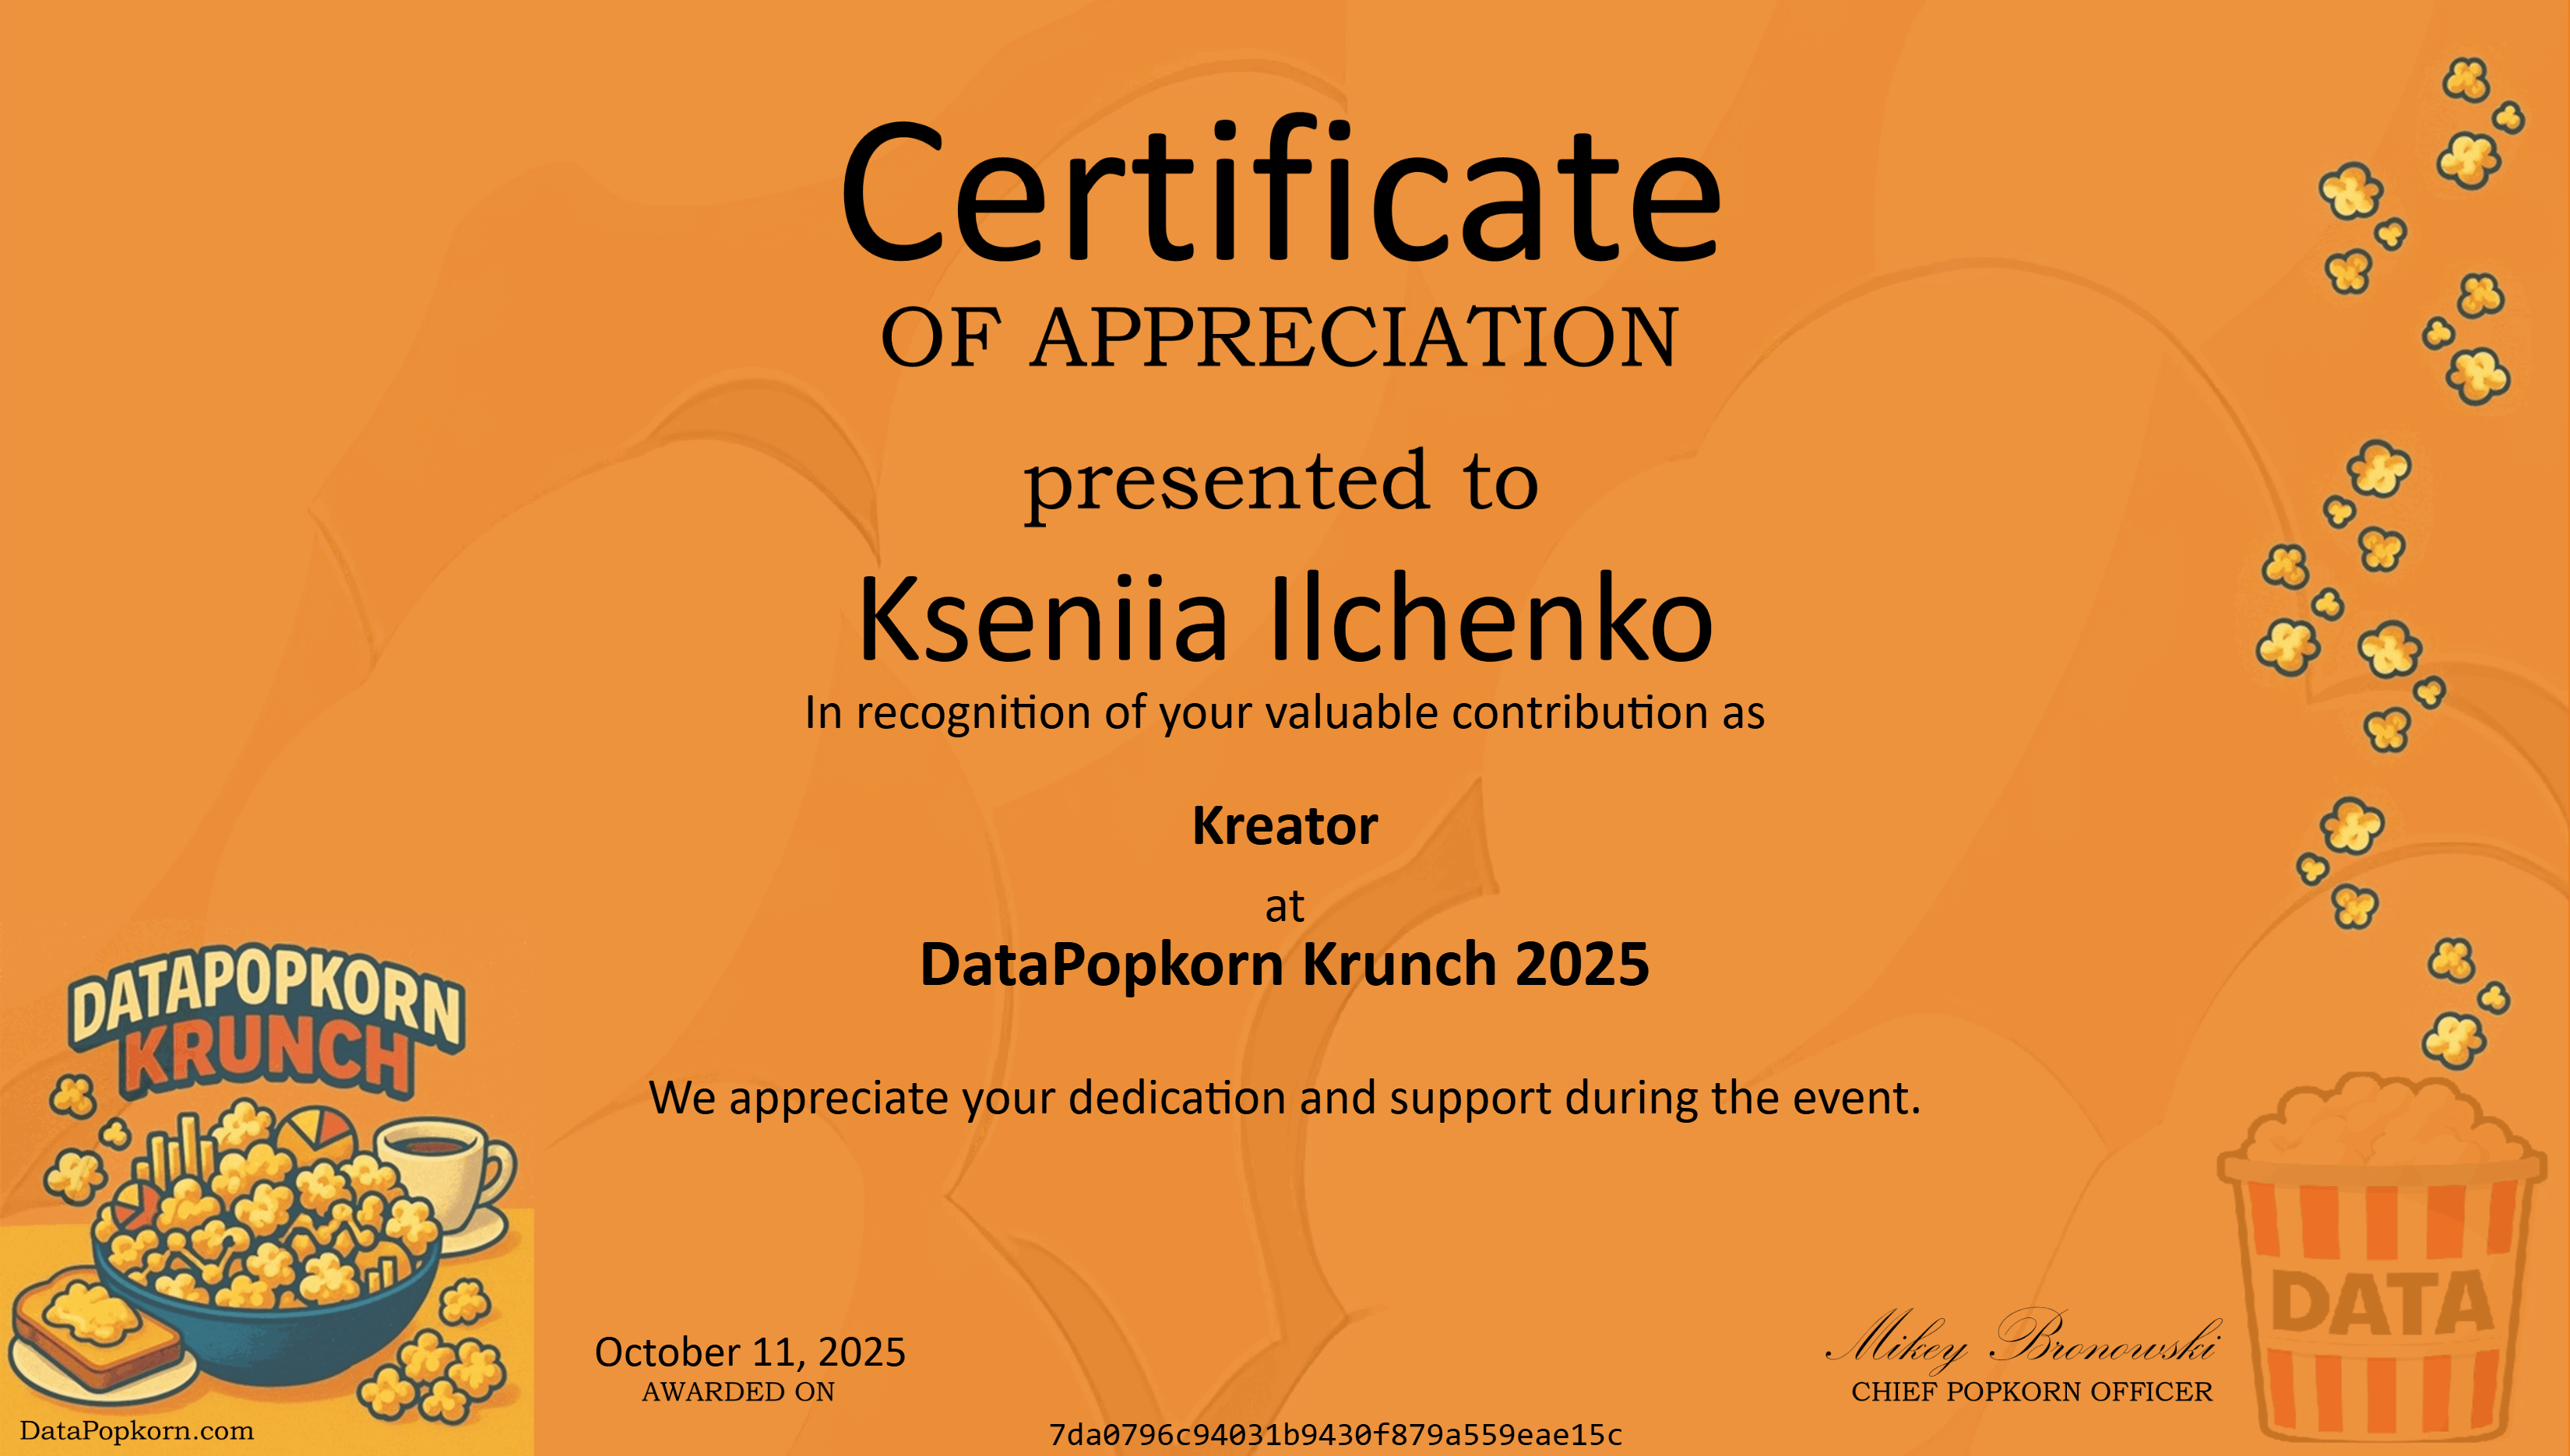 Certificate
OF APPRECIATION
presented to
Kseniia Ilchenko
In recognition of your valuable contribution as
Kreator
at
DataPopkorn Krunch 2025
We appreciate your dedication and support during the event.
DATAPOPKORN
KRUNCH
DATA
October 11, 2025
AWARDED ON
Mikey Bronowski
CHIEF POPKORN OFFICER
DataPopkorn.com
7da0796c94031b9430f879a559eae15c